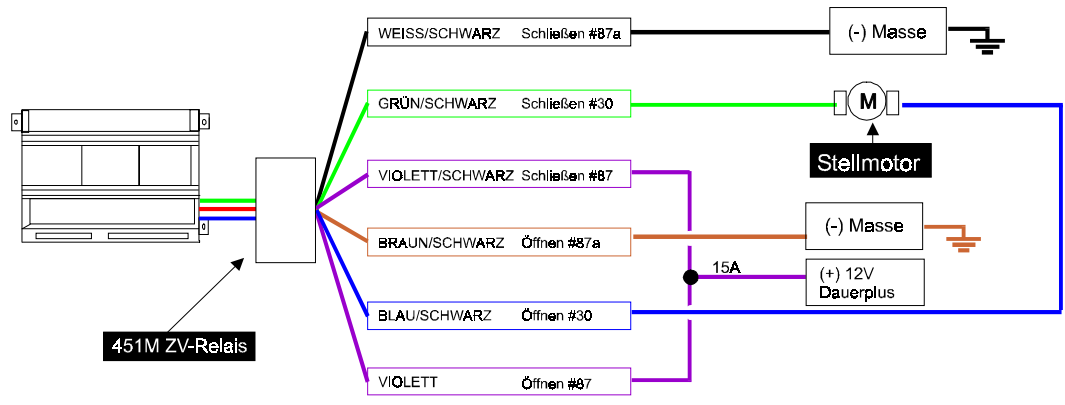 WEISS/SCHWARZ Schließen #87a
(-) Masse
GRÜN/SCHWARZ Schließen #30
M
Stellmotor
VIOLETT/SCHWARZ Schließen #87
BRAUN/SCHWARZ Öffnen #87a
(-) Masse
15A
(+) 12V
Dauerplus
BLAU/SCHWARZ Öffnen #30
451M ZV-Relais
VIOLETT Öffnen #87